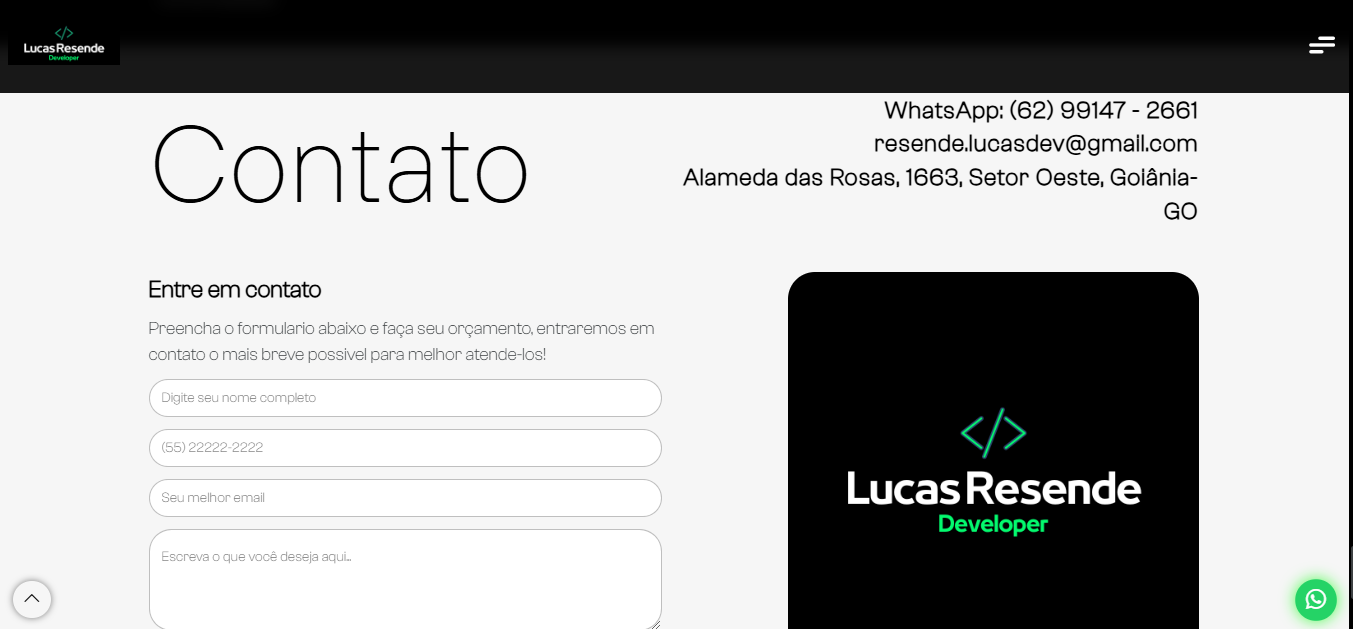 </>
Lucas Resende
Developer
Contato
WhatsApp: (62) 99147 - 2661
resende.lucasdev@gmail.com
Alameda das Rosas, 1663, Setor Oeste, Goiânia-
GO
Entre em contato
Preencha o formulario abaixo e faça seu orçamento, entraremos em
contato o mais breve possivel para melhor atende-los!
Digite seu nome completo
(55) 22222-2222
Seu melhor email
Escreva o que você deseja aqui...
</>
Lucas Resende
Developer